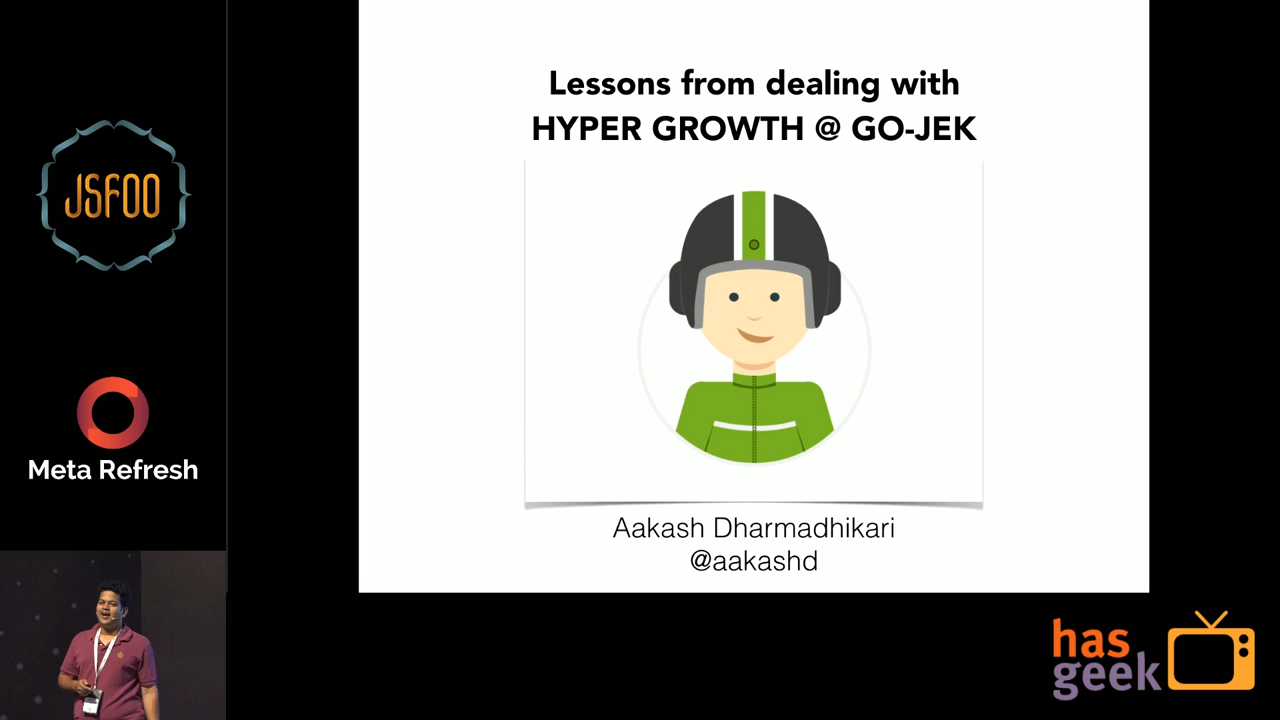 JSFOO
Meta Refresh
Lessons from dealing with
HYPER GROWTH @ GO-JEK
Aakash Dharmadhikari
@aakashd
has
geek